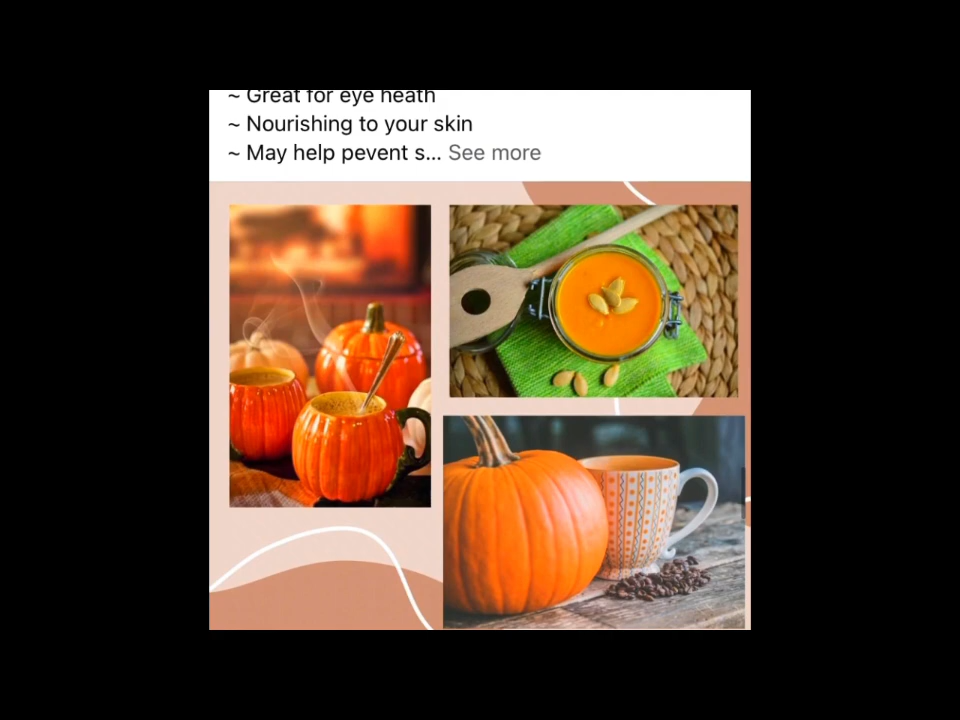 ~ Great for eye heath
~ Nourishing to your skin
~ May help pevent s... See more